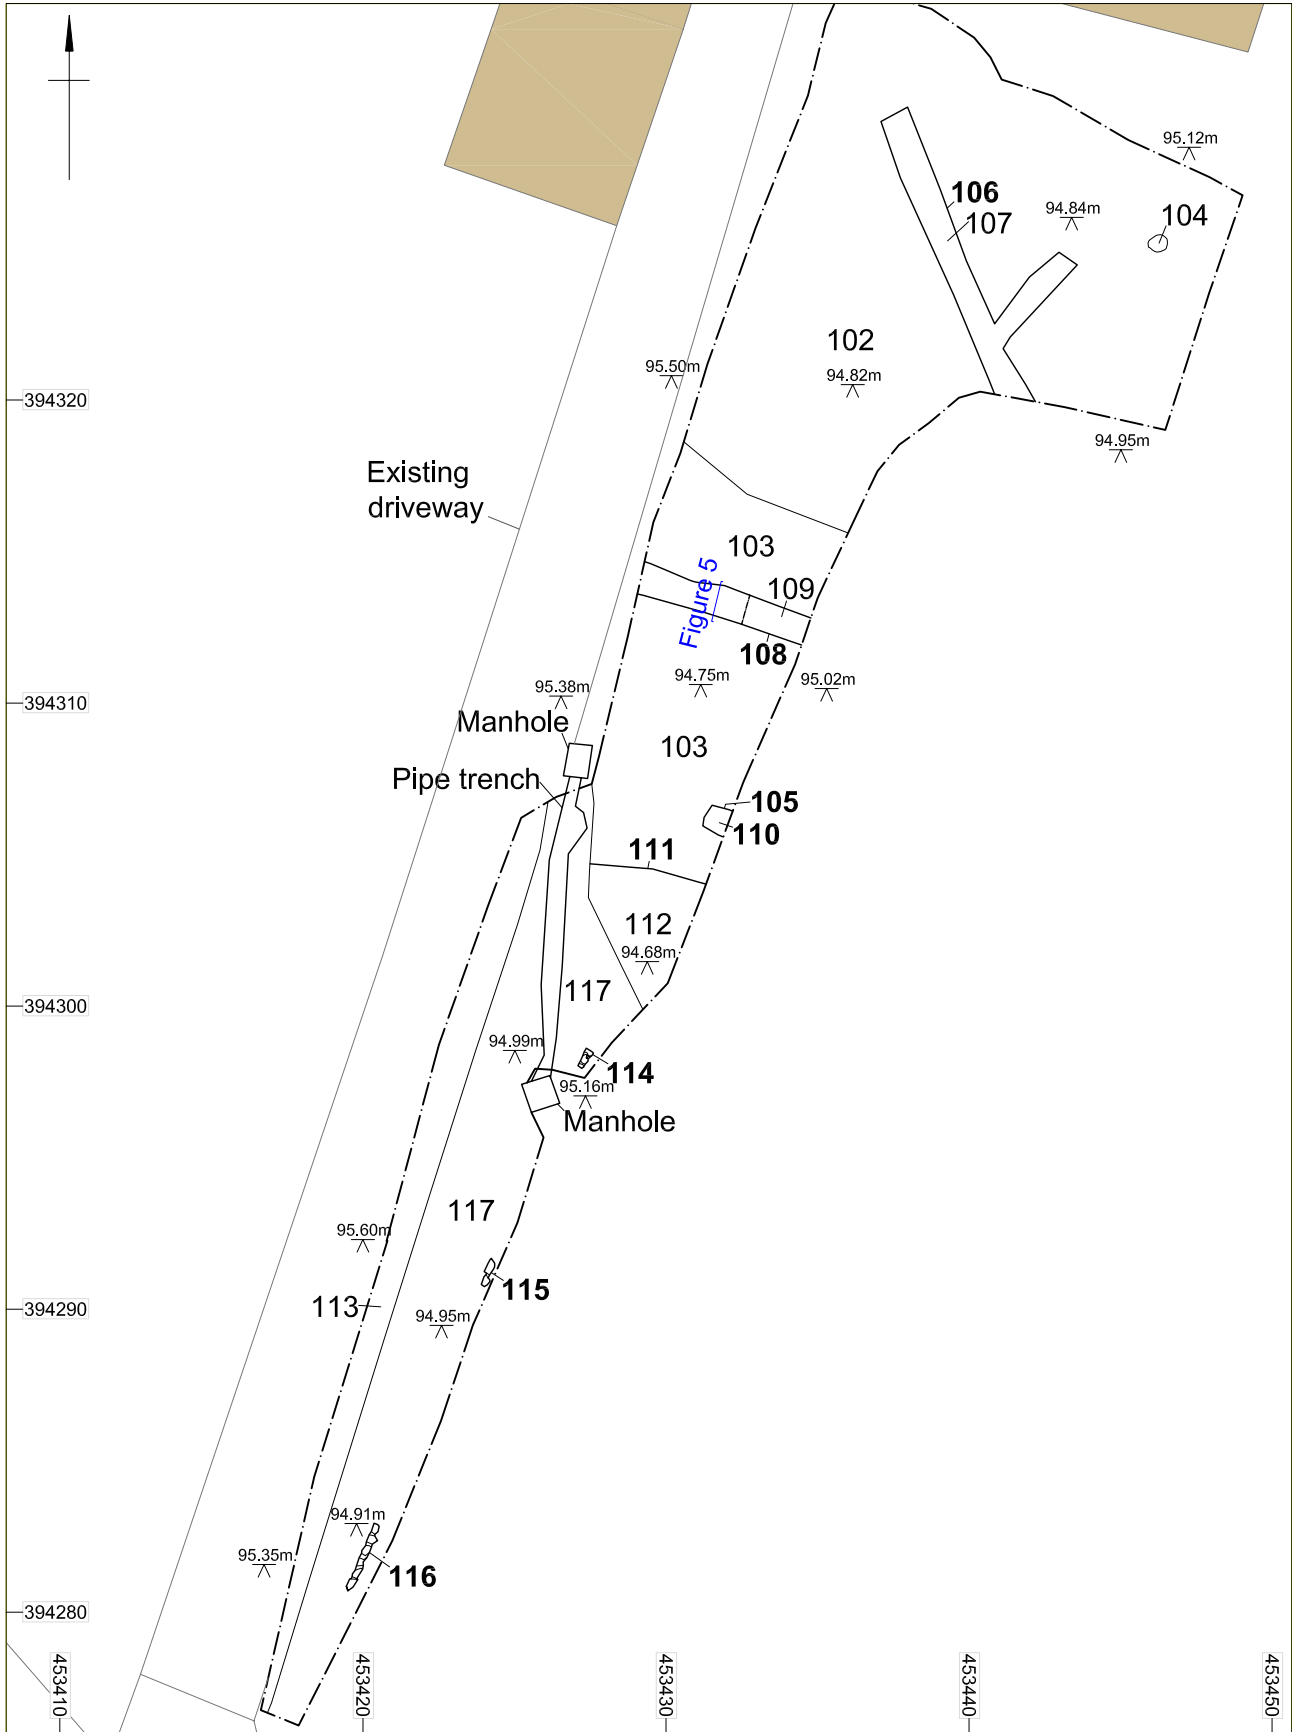 95.12m
106
94.84m
104
107
102
95.50m
94.82m
394320
94.95m
Existing
driveway
103
Figure 5
109
108
94.75m
95.02m
95.38m
394310
Manhole
103
Pipe trench
105
110
111
112
94.68m
117
394300
94.99m
114
95.16m
Manhole
117
95.60m
115
113
394290
94.95m
94.91m
95.35m
116
394280
453410
453420
453430
453440
453450